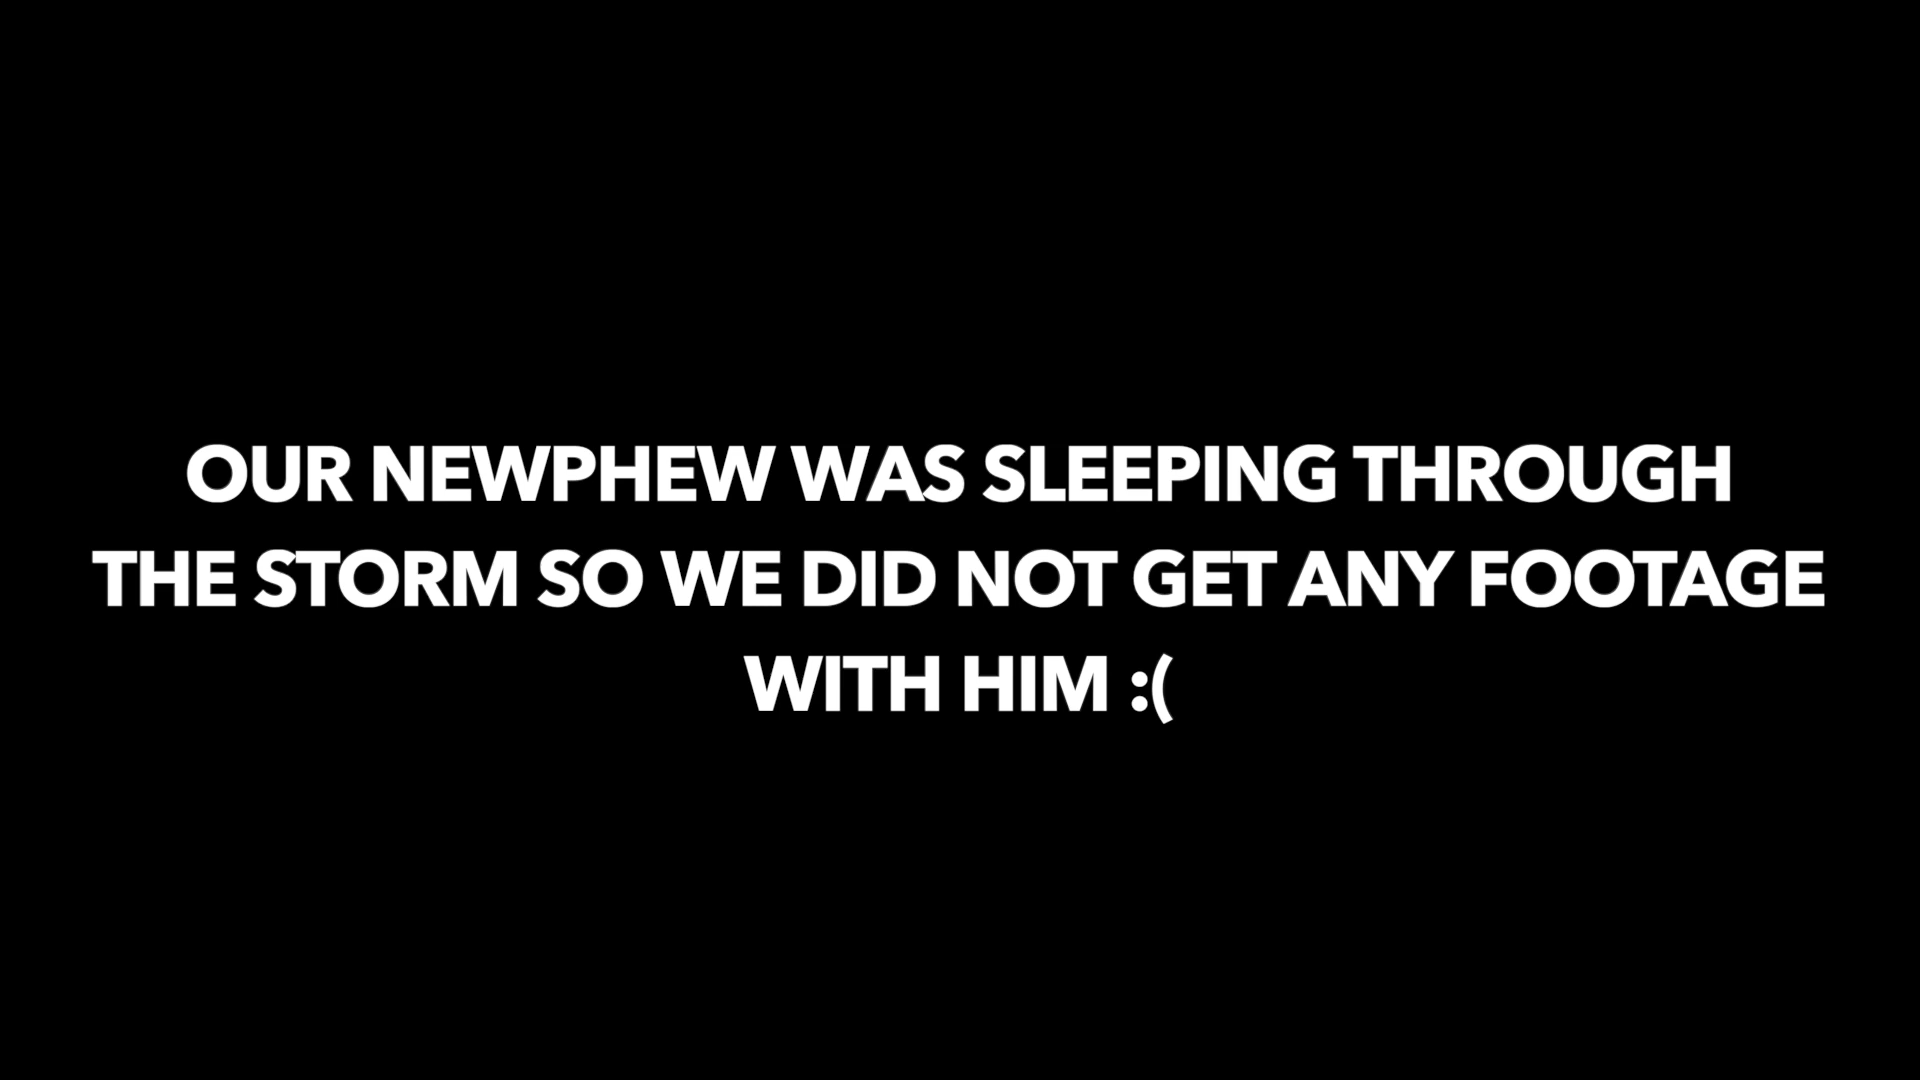 OUR NEWPHEW WAS SLEEPING THROUGH
THE STORM SO WE DID NOT GET ANY FOOTAGE
WITH HIM :(